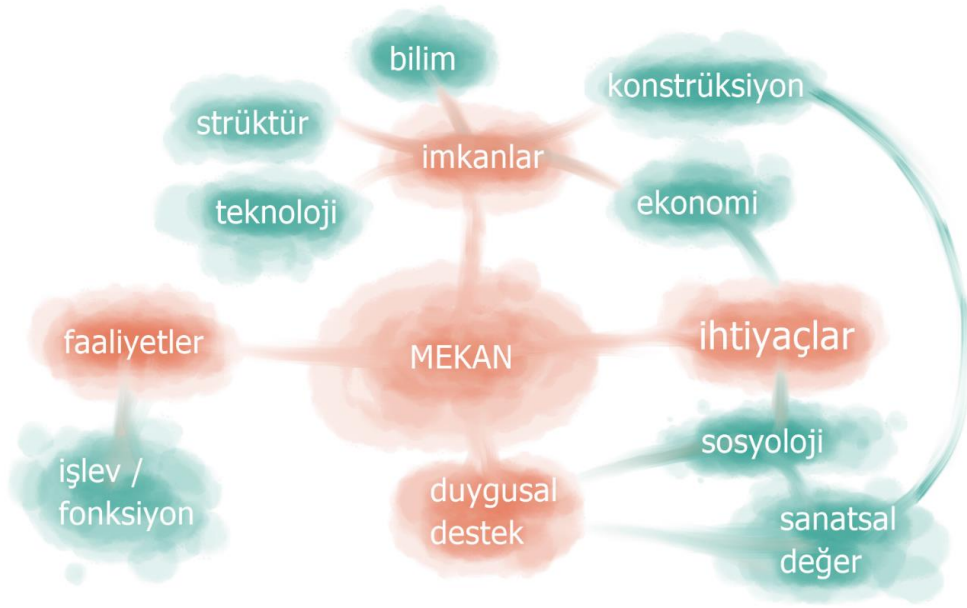 bilim
konstrüksiyon
strüktür
imkanlar
teknoloji
ekonomi
faaliyetler
MEKAN
ihtiyaçlar
sosyoloji
işlev /
fonksiyon
duygusal
destek
sanatsal
değer